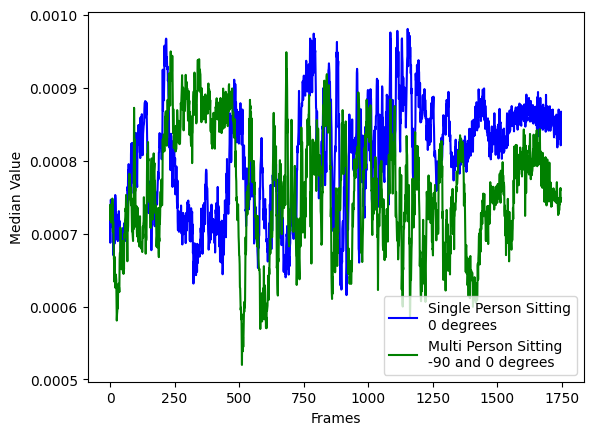 0.0010
0.0009
0.0008
0.0007
0.0006
0.0005
Median Value
0
250
500
750
1000
1250
1500
1750
Frames
Single Person Sitting
0 degrees
Multi Person Sitting
-90 and 0 degrees